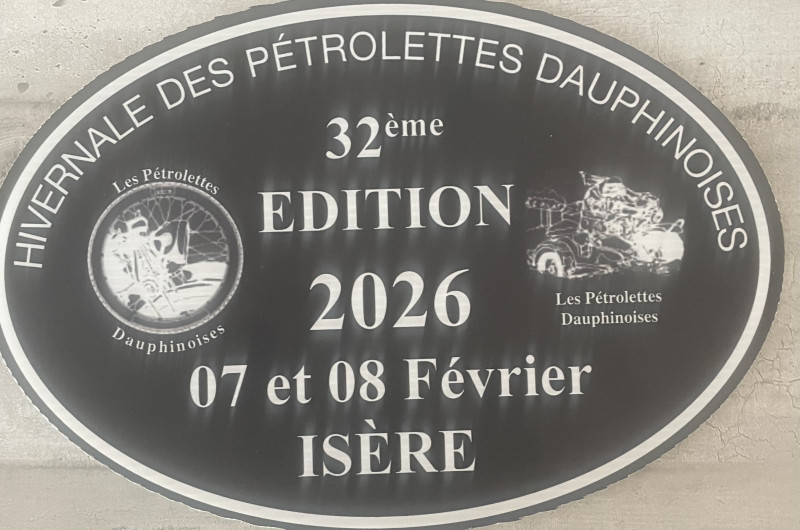 HIVERNALE DES PÉTROLETTES DAUPHINOISES
32ème
EDITION
2026
07 et 08 Février
ISÈRE
Les Pétrolettes
Dauphinoises
Les Pétrolettes
Dauphinoises